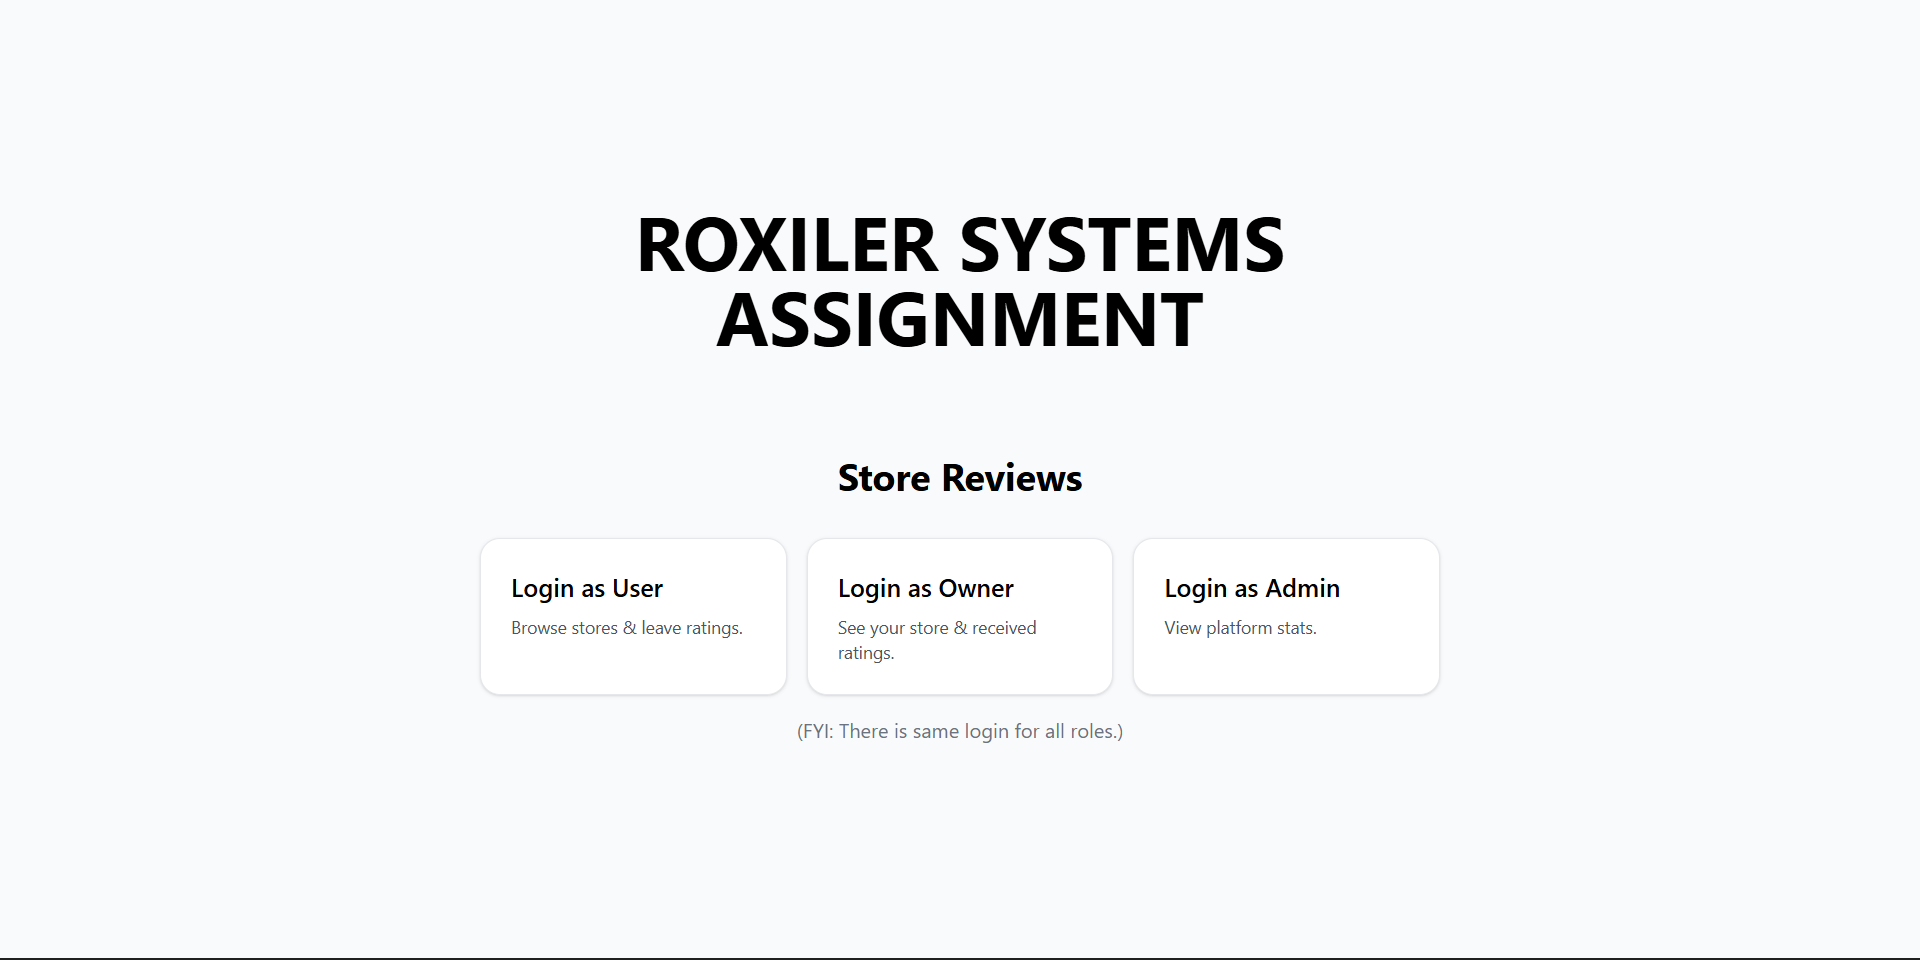 ROXILER SYSTEMS
ASSIGNMENT
Store Reviews
Login as User
Browse stores & leave ratings.
Login as Owner
See your store & received
ratings.
Login as Admin
View platform stats.
(FYI: There is same login for all roles.)